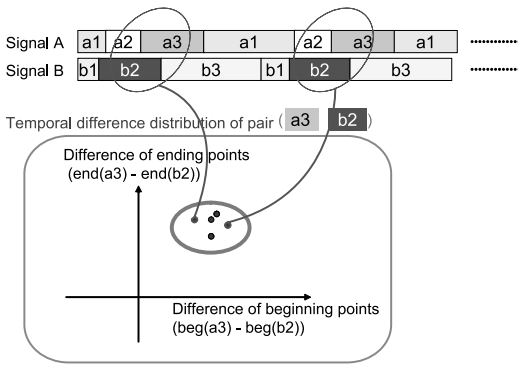 Signal A a1 a2 a3 a1 a2 a3 a1
Signal B b1 b2 b3 b1 b2 b3
Temporal difference distribution of pair ( a3 b2 )
Difference of ending points
(end(a3) - end(b2))
Difference of beginning points
(beg(a3) - beg(b2))